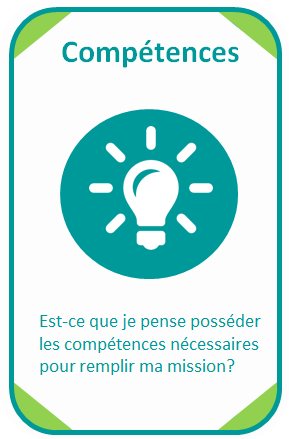 Compétences
Est-ce que je pense posséder
les compétences nécessaires
pour remplir ma mission?